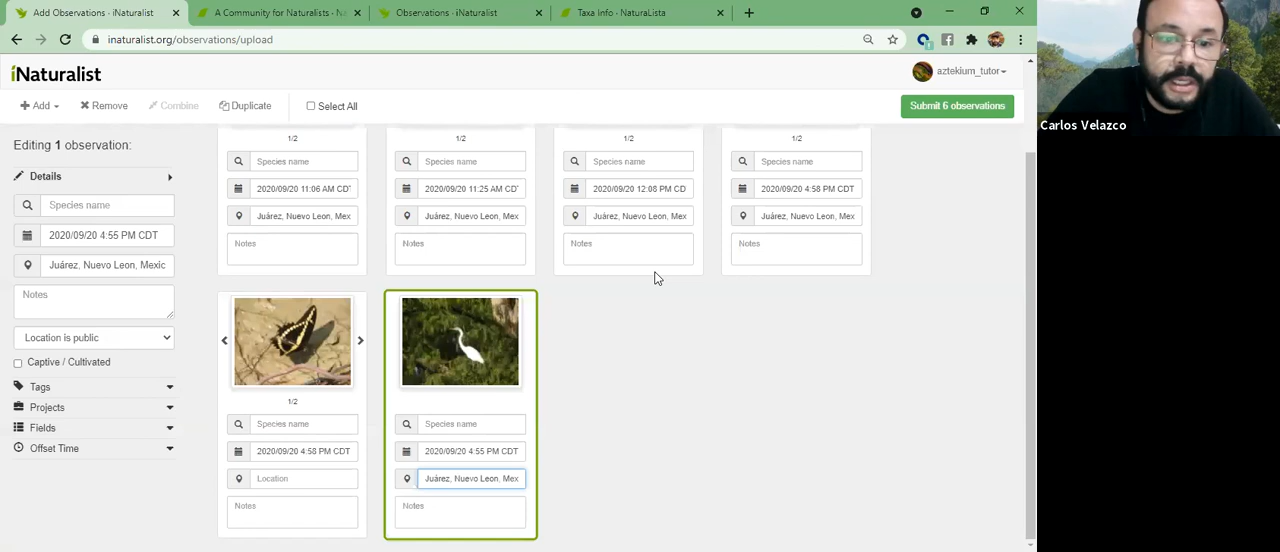 Add Observations · iNaturalist
A Community for Naturalists · Na
Observations · iNaturalist
Taxa Info - NaturaLista
inaturalist.org/observations/upload
iNaturalist
aztekium_tutor
Add
Remove
Combine
Duplicate
Select All
Submit 6 observations
Carlos Velazco
Editing 1 observation:
Details
Species name
2020/09/20 4:55 PM CDT
Juárez, Nuevo Leon, Mexic
Notes
Location is public
Captive / Cultivated
Tags
Projects
Fields
Offset Time
1/2
Species name
2020/09/20 11:06 AM CD
Juárez, Nuevo Leon, Mex
Notes
1/2
Species name
2020/09/20 11:25 AM CD
Juárez, Nuevo Leon, Mex
Notes
1/2
Species name
2020/09/20 12:08 PM CD
Juárez, Nuevo Leon, Mex
Notes
1/2
Species name
2020/09/20 4:58 PM CDT
Juárez, Nuevo Leon, Mex
Notes
1/2
Species name
2020/09/20 4:58 PM CDT
Location
Notes
Species name
2020/09/20 4:55 PM CDT
Juárez, Nuevo Leon, Mex
Notes